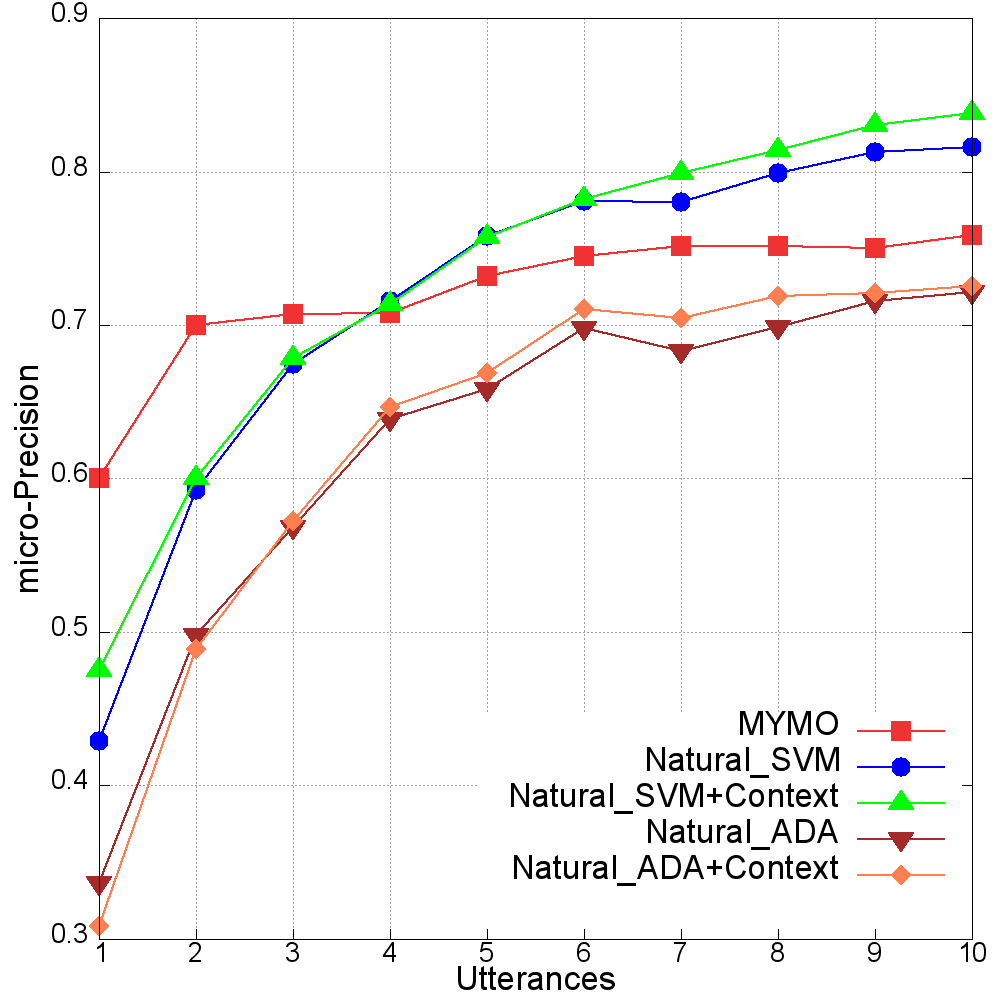 0.9
0.8
0.7
0.6
0.5
0.4
0.3
micro-Precision
MYMO
Natural_SVM
Natural_SVM+Context
Natural_ADA
Natural_ADA+Context
1 2 3 4 5 6 7 8 9 10
Utterances